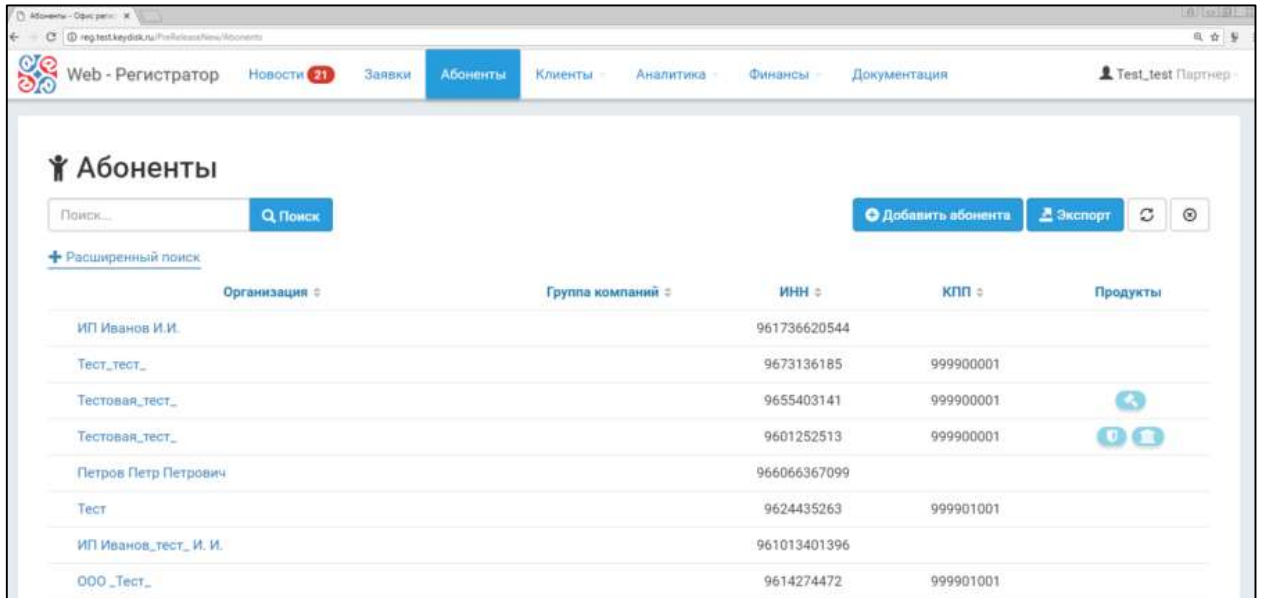 Абоненты - Офис регис
reg.test.keydisk.ru/PreReleaseNew/Abonents
Web - Регистратор Новости 21 Заявки Абоненты Клиенты Аналитика Финансы Документация Test_test Партнер
Абоненты
Поиск... Поиск Добавить абонента Экспорт
Расширенный поиск
Организация Группа компаний ИНН КПП Продукты
ИП Иванов И.И. 961736620544
Тест_тест_ 9673136185 999900001
Тестовая_тест_ 9655403141 999900001
Тестовая_тест_ 9601252513 999900001
Петров Петр Петрович 966066367099
Тест 9624435263 999901001
ИП Иванов_тест_ И. И. 961013401396
ООО _Тест_ 9614274472 999901001